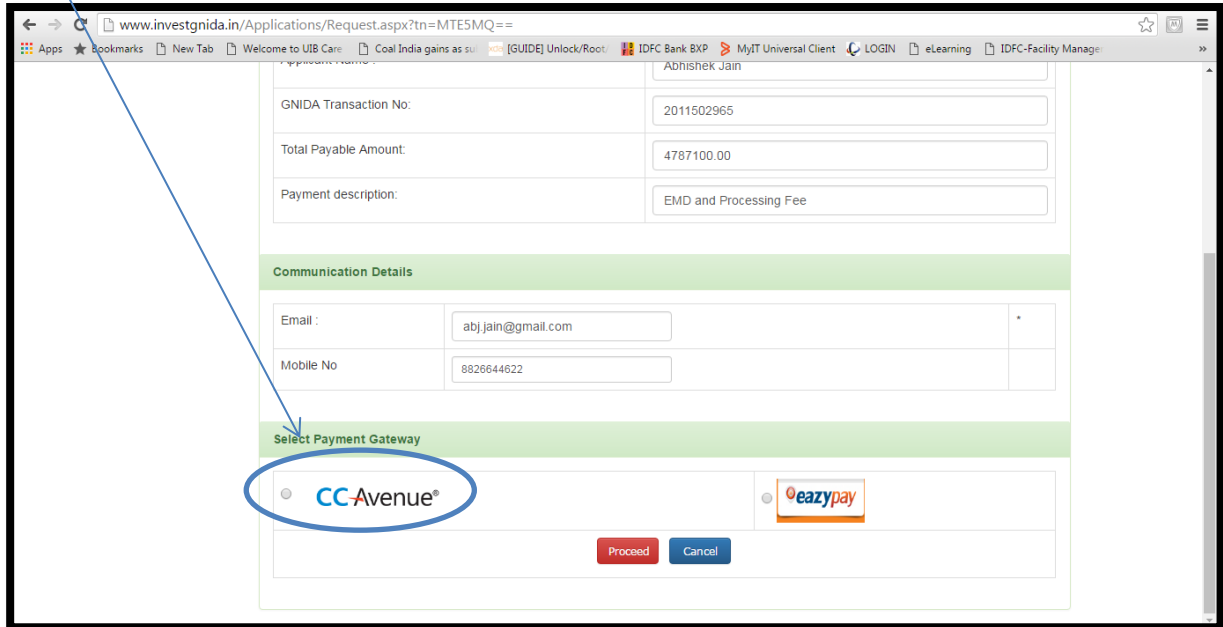 www.investgnida.in/Applications/Request.aspx?tn=MTE5MQ==
Apps Bookmarks New Tab Welcome to UIB Care Coal India gains as su [GUIDE] Unlock/Root/ IDFC Bank BXP MyIT Universal Client LOGIN eLearning IDFC-Facility Manage »
Applicant Name : Abhishek Jain
GNIDA Transaction No: 2011502965
Total Payable Amount: 4787100.00
Payment description: EMD and Processing Fee
Communication Details
Email : abj.jain@gmail.com *
Mobile No 8826644622
Select Payment Gateway
CCAvenue® eazypay
Proceed Cancel